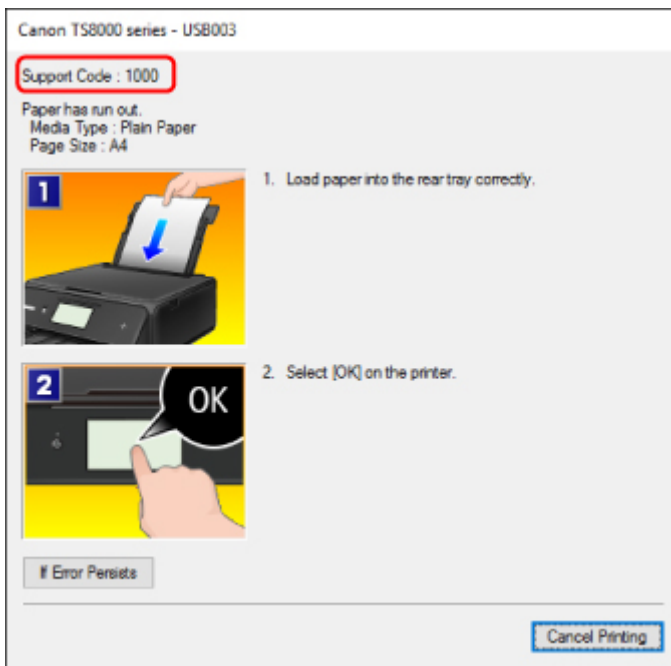 Canon TS8000 series - USB003
Support Code : 1000
Paper has run out.
Media Type : Plain Paper
Page Size : A4
1
1. Load paper into the rear tray correctly.
2
OK
2. Select [OK] on the printer.
If Error Persists
Cancel Printing